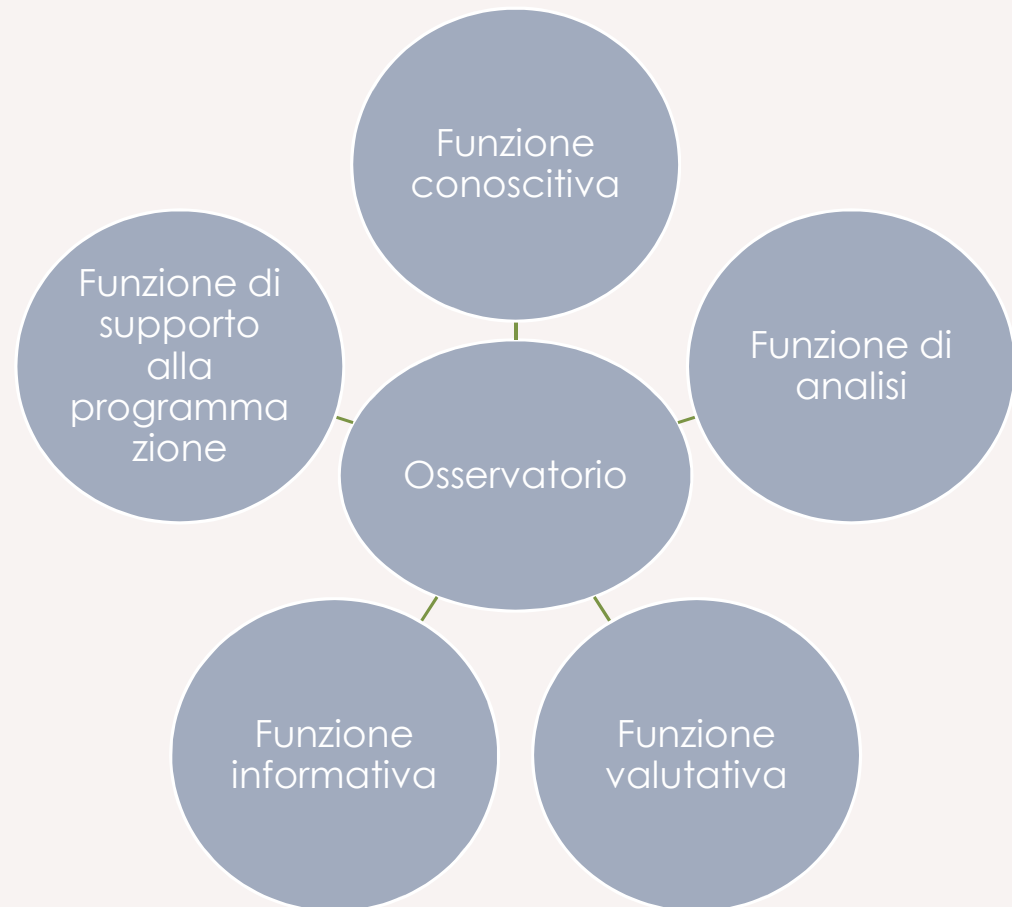 Funzione
conoscitiva
Funzione di
analisi
Funzione
valutativa
Funzione
informativa
Funzione di
supporto
alla
programma
zione
Osservatorio